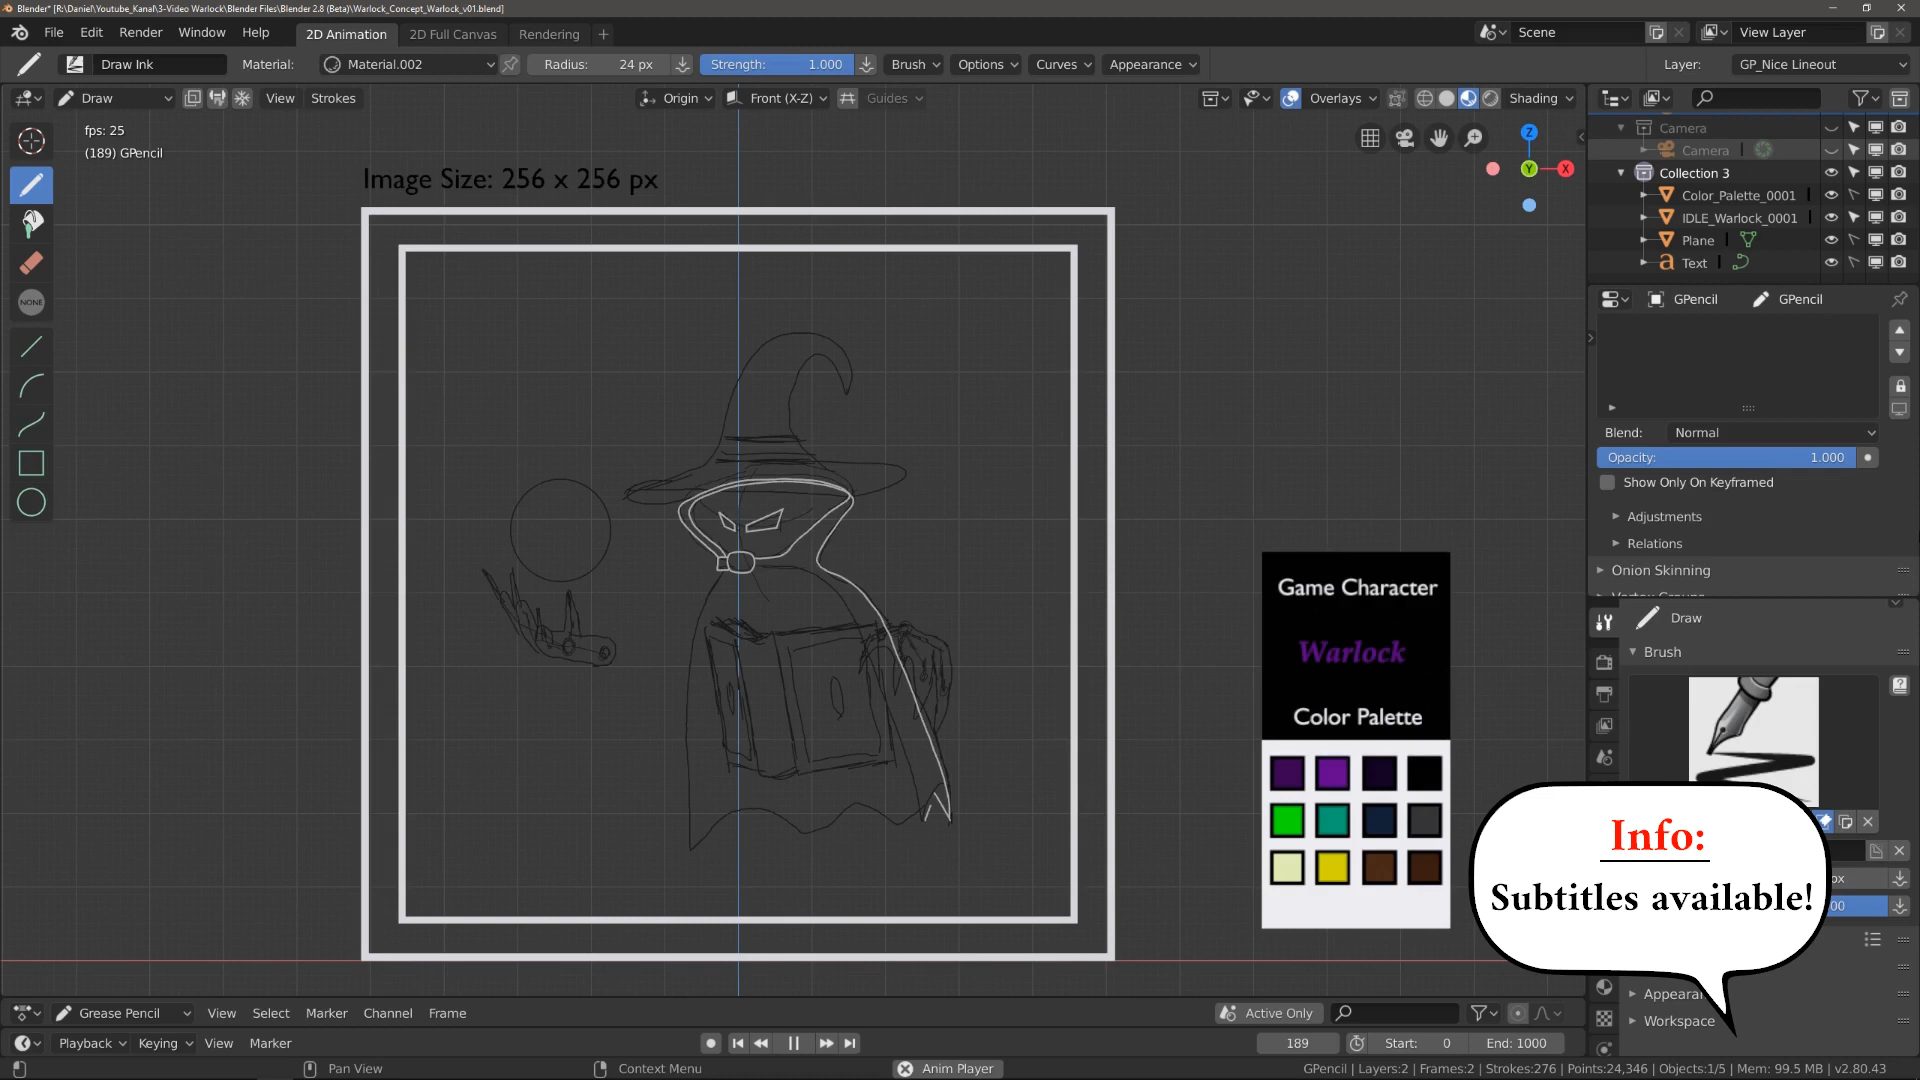 Blender* [R:\Daniel\Youtube_Kanal\3-Video Warlock\Blender Files\Blender 2.8 (Beta)\Warlock_Concept_Warlock_v01.blend]
File Edit Render Window Help 2D Animation 2D Full Canvas Rendering + Scene View Layer
Draw Ink Material: Material.002 Radius: 24 px Strength: 1.000 Brush Options Curves Appearance Layer: GP_Nice Lineout
Draw View Strokes Origin Front (X-Z) Guides Overlays Shading
fps: 25
(189) GPencil
Image Size: 256 x 256 px
Z
Y
X
NONE
Camera
Camera
Collection 3
Color_Palette_0001
IDLE_Warlock_0001
Plane
Text
GPencil GPencil
Blend: Normal
Opacity: 1.000
Show Only On Keyframed
Adjustments
Relations
Onion Skinning
Draw
Brush
Game Character
Warlock
Color Palette
Info:
Subtitles available!
Workspace
Grease Pencil View Select Marker Channel Frame Active Only
Playback Keying View Marker 189 Start: 0 End: 1000
Pan View Context Menu Anim Player GPencil | Layers:2 | Frames:2 | Strokes:276 | Points:24,346 | Objects:1/5 | Mem: 99.5 MB | v2.80.43